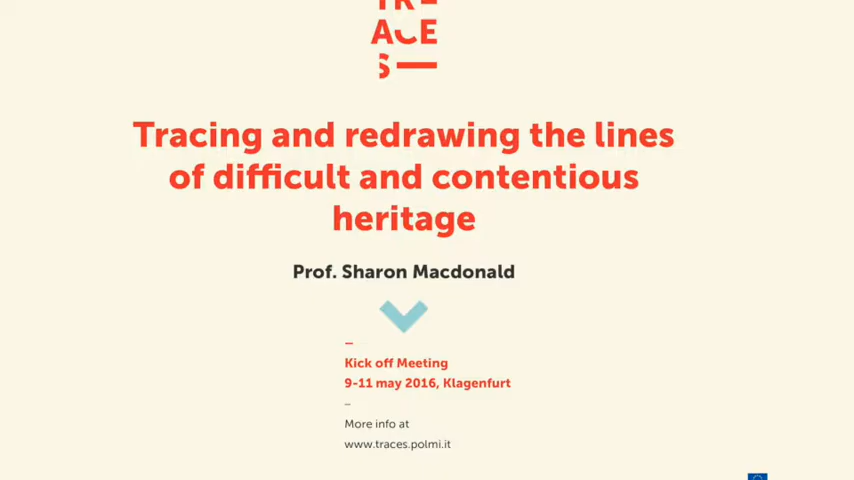 TR–
ACE
S—
Tracing and redrawing the lines
of difficult and contentious
heritage
Prof. Sharon Macdonald
–
Kick off Meeting
9-11 may 2016, Klagenfurt
–
More info at
www.traces.polmi.it